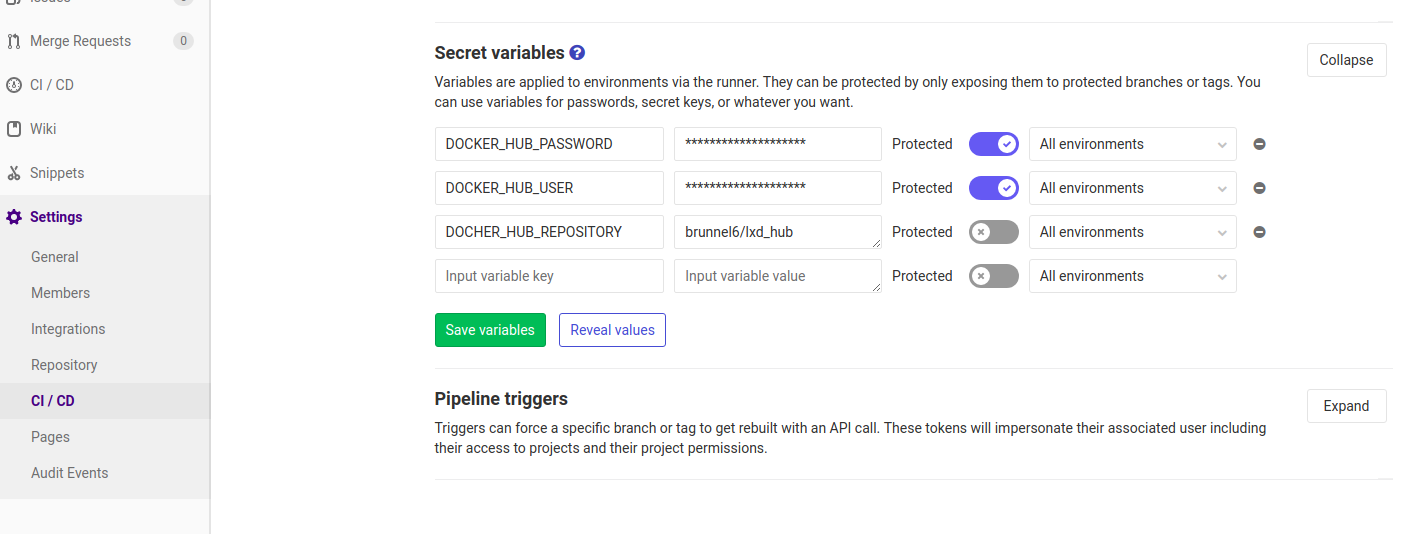 Issues
Merge Requests 0
CI / CD
Wiki
Snippets
Settings
General
Members
Integrations
Repository
CI / CD
Pages
Audit Events
Secret variables ?
Collapse
Variables are applied to environments via the runner. They can be protected by only exposing them to protected branches or tags. You
can use variables for passwords, secret keys, or whatever you want.
DOCKER_HUB_PASSWORD ******************** Protected All environments
DOCKER_HUB_USER ******************** Protected All environments
DOCHER_HUB_REPOSITORY brunnel6/lxd_hub Protected All environments
Input variable key Input variable value Protected All environments
Save variables Reveal values
Pipeline triggers
Expand
Triggers can force a specific branch or tag to get rebuilt with an API call. These tokens will impersonate their associated user including
their access to projects and their project permissions.